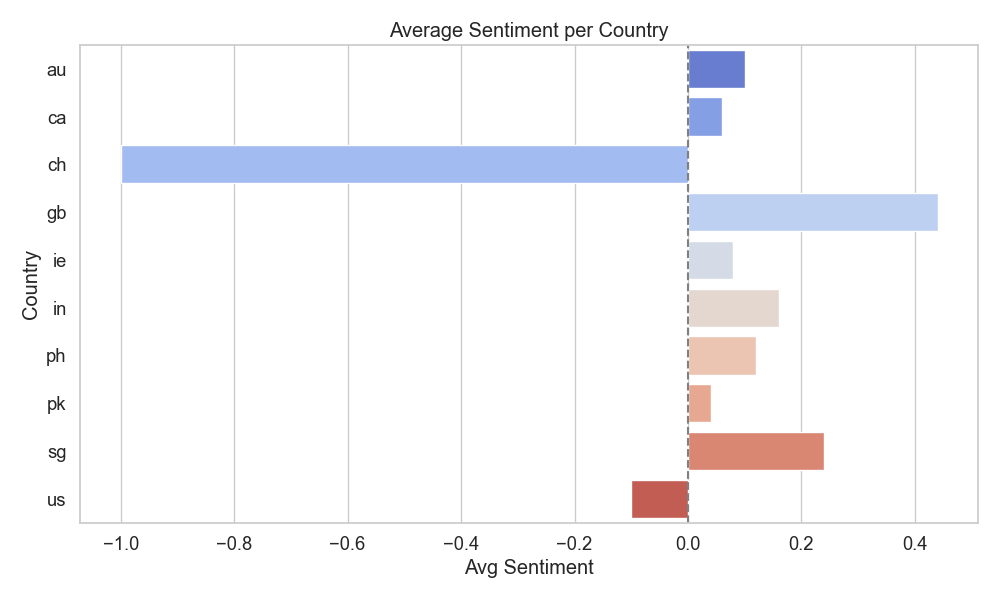 Average Sentiment per Country
au
ca
ch
gb
ie
in
ph
pk
sg
us
Country
−1.0 −0.8 −0.6 −0.4 −0.2 0.0 0.2 0.4
Avg Sentiment